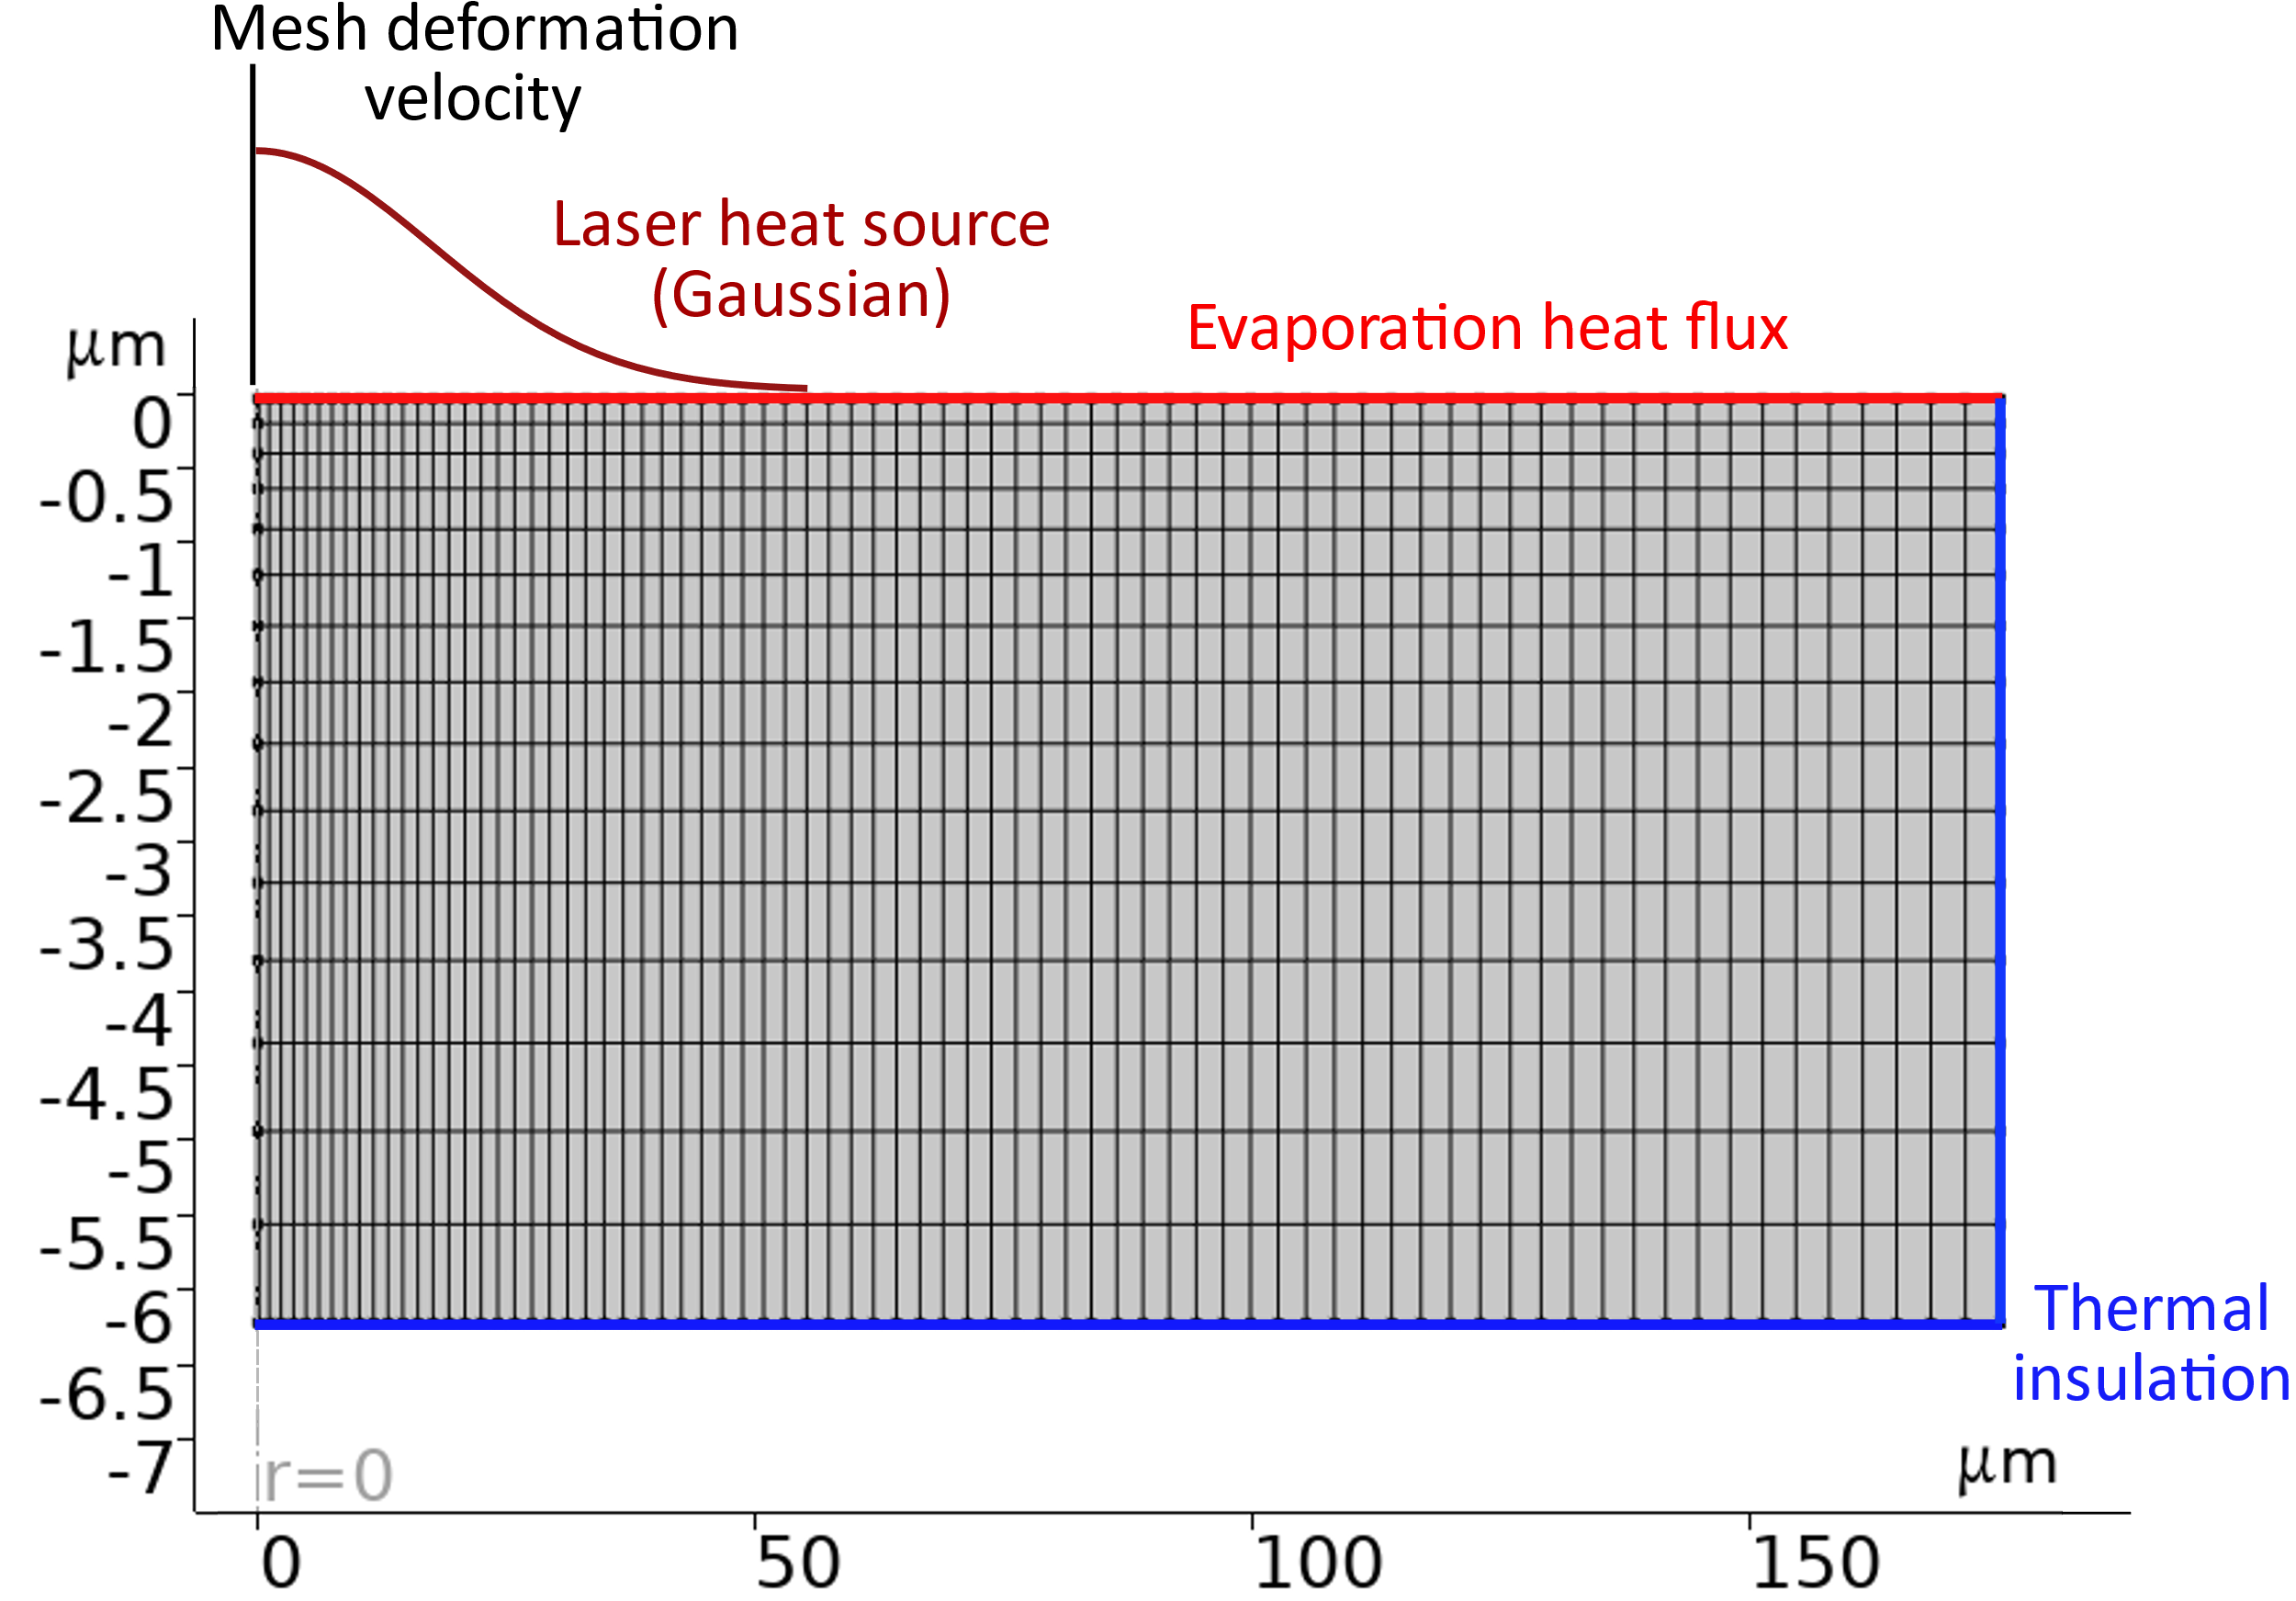 Mesh deformation
velocity
Laser heat source
(Gaussian)
Evaporation heat flux
μm
0
-0.5
-1
-1.5
-2
-2.5
-3
-3.5
-4
-4.5
-5
-5.5
-6
-6.5
-7
Thermal
insulation
r=0
μm
0 50 100 150